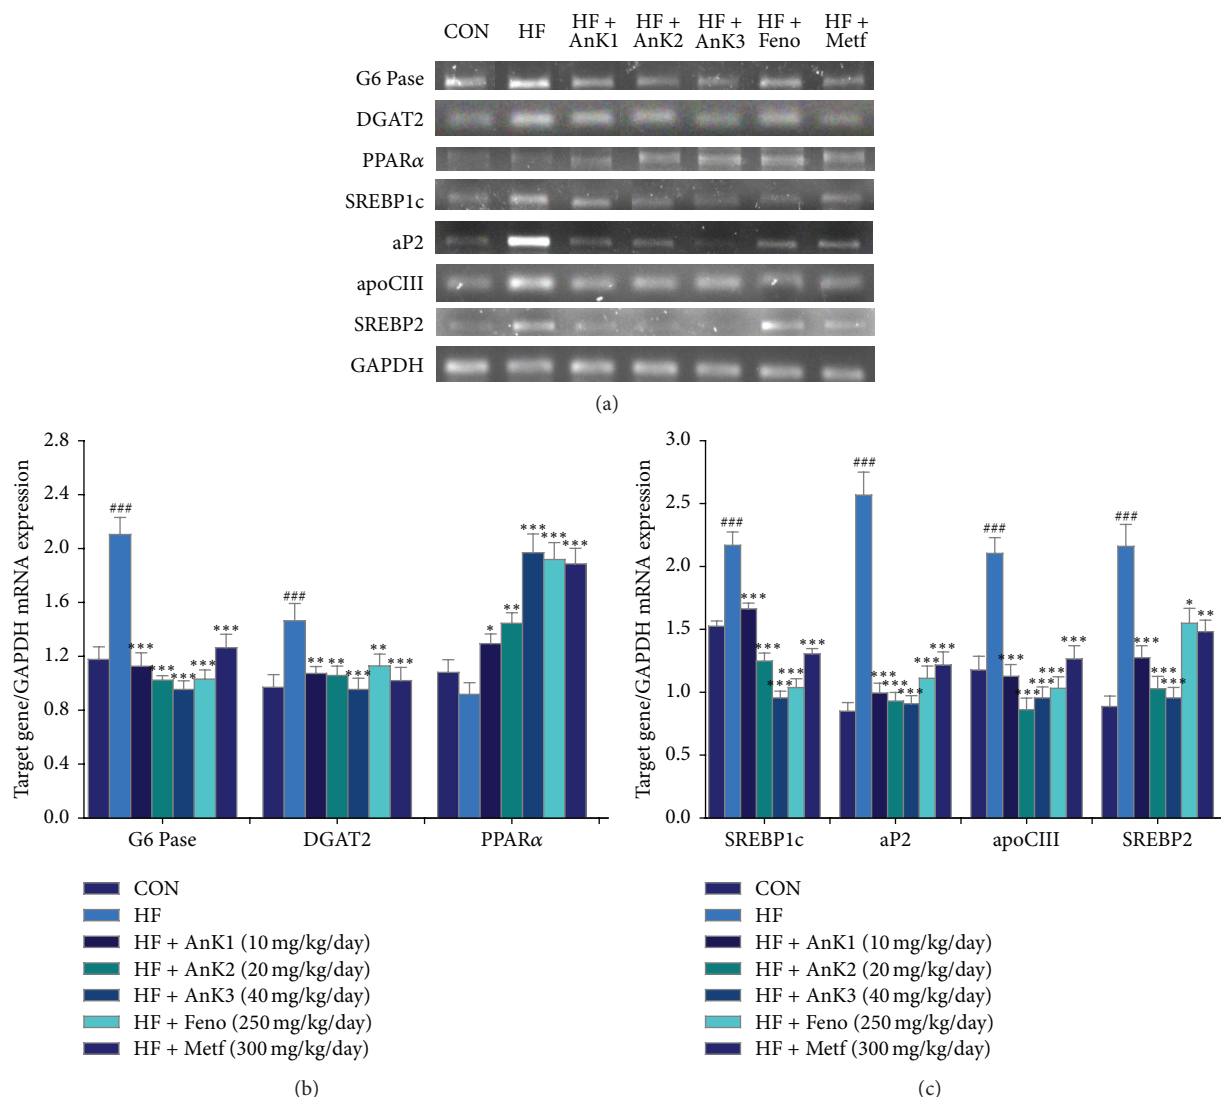 CON HF HF + AnK1 HF + AnK2 HF + AnK3 HF + Feno HF + Metf
G6 Pase
DGAT2
PPARα
SREBP1c
aP2
apoCIII
SREBP2
GAPDH
(a)
Target gene/GAPDH mRNA expression
2.8
2.4
2.0
1.6
1.2
0.8
0.4
0.0
###
***
***
***
***
***
###
**
**
***
**
***
*
**
***
***
***
G6 Pase DGAT2 PPARα
CON
HF
HF + AnK1 (10 mg/kg/day)
HF + AnK2 (20 mg/kg/day)
HF + AnK3 (40 mg/kg/day)
HF + Feno (250 mg/kg/day)
HF + Metf (300 mg/kg/day)
(b)
Target gene/GAPDH mRNA expression
3.0
2.5
2.0
1.5
1.0
0.5
0.0
###
***
***
***
***
***
###
***
***
***
***
***
###
***
***
***
***
***
###
***
***
***
*
**
SREBP1c aP2 apoCIII SREBP2
CON
HF
HF + AnK1 (10 mg/kg/day)
HF + AnK2 (20 mg/kg/day)
HF + AnK3 (40 mg/kg/day)
HF + Feno (250 mg/kg/day)
HF + Metf (300 mg/kg/day)
(c)